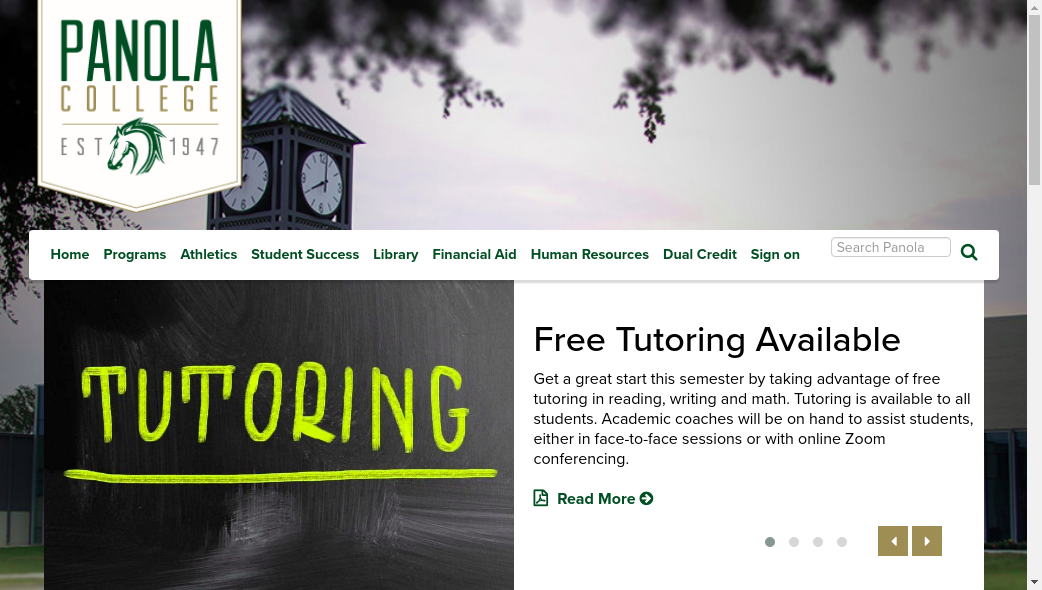 PANOLA
COLLEGE
EST 1947
Home Programs Athletics Student Success Library Financial Aid Human Resources Dual Credit Sign on
Search Panola
TUTORING
Free Tutoring Available
Get a great start this semester by taking advantage of free
tutoring in reading, writing and math. Tutoring is available to all
students. Academic coaches will be on hand to assist students,
either in face-to-face sessions or with online Zoom
conferencing.
Read More